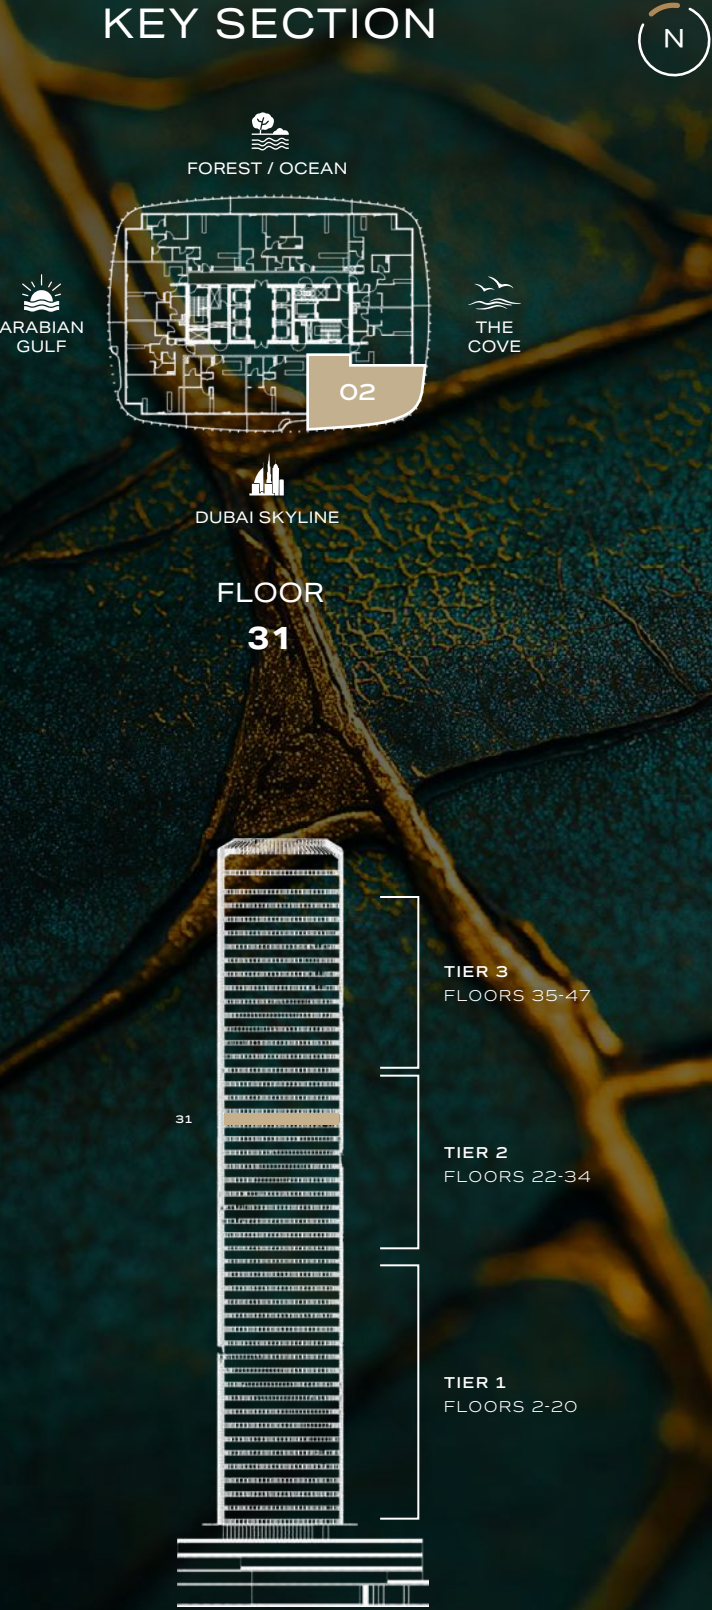 KEY SECTION
N
FOREST / OCEAN
ARABIAN
GULF
THE
COVE
02
DUBAI SKYLINE
FLOOR
31
TIER 3
FLOORS 35-47
31
TIER 2
FLOORS 22-34
TIER 1
FLOORS 2-20